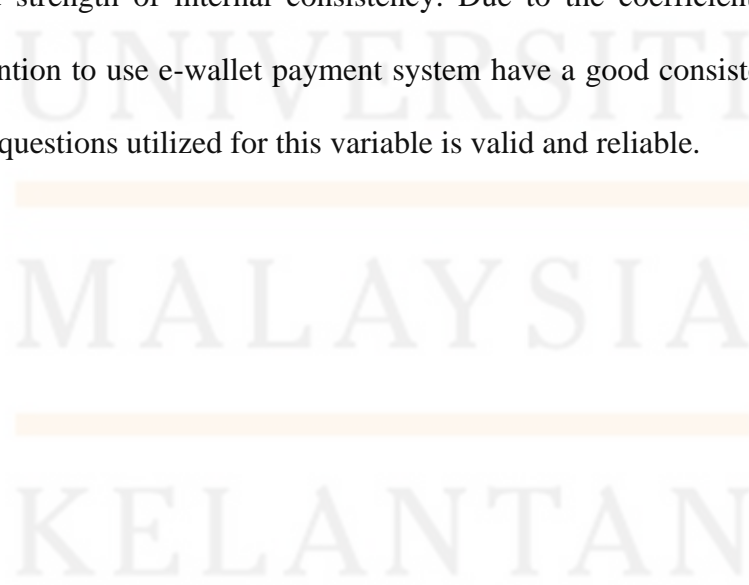 strength of internal consistency. Due to the coefficient
ntion to use e-wallet payment system have a good consist
questions utilized for this variable is valid and reliable.
UNIVERSITI
MALAYSIA
KELANTAN